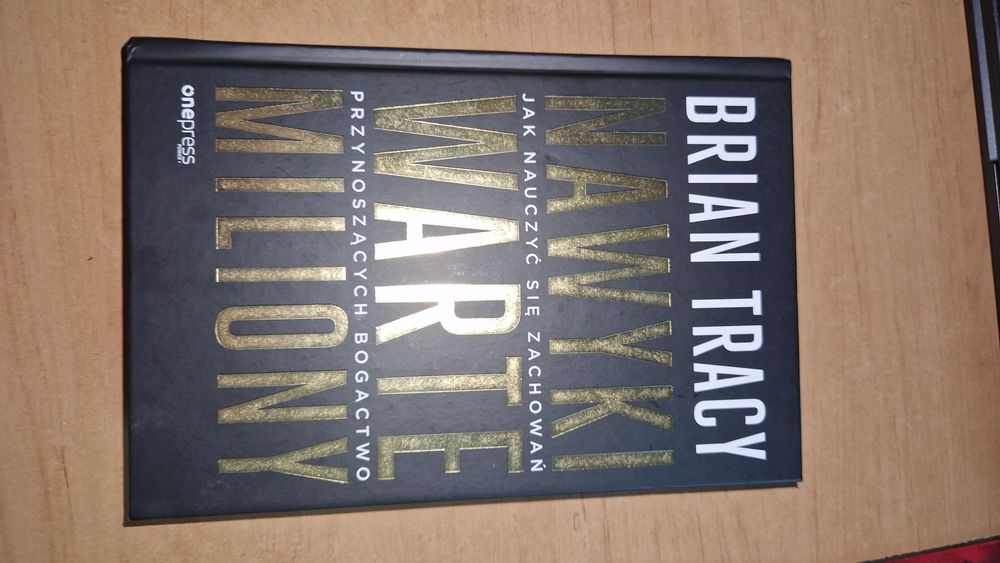 BRIAN TRACY
NAWYKI
JAK NAUCZYĆ SIĘ ZACHOWAŃ
WARTE
PRZYNOSZĄCYCH BOGACTWO
MILIONY
onepress